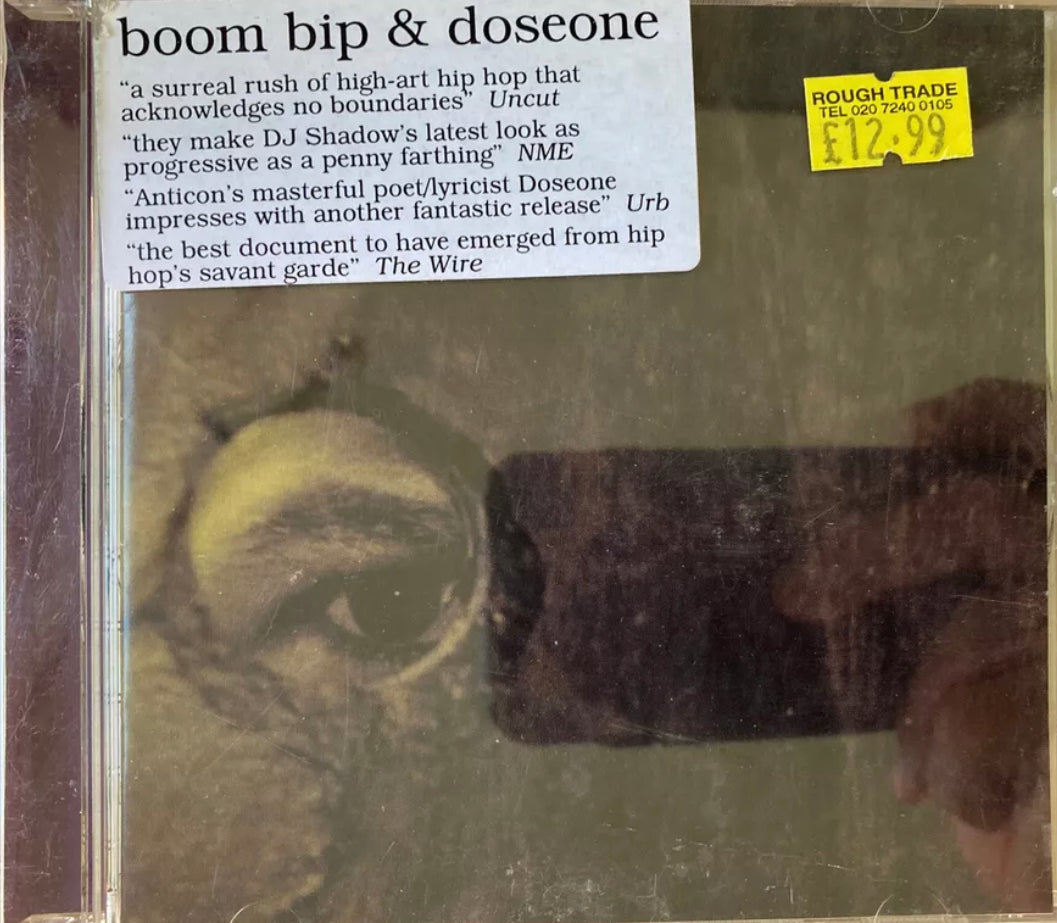 boom bip & doseone
“a surreal rush of high-art hip hop that
acknowledges no boundaries” Uncut
“they make DJ Shadow’s latest look as
progressive as a penny farthing” NME
“Anticon’s masterful poet/lyricist Doseone
impresses with another fantastic release” Urb
“the best document to have emerged from hip
hop’s savant garde” The Wire
ROUGH TRADE
TEL 020 7240 0105
£12.99